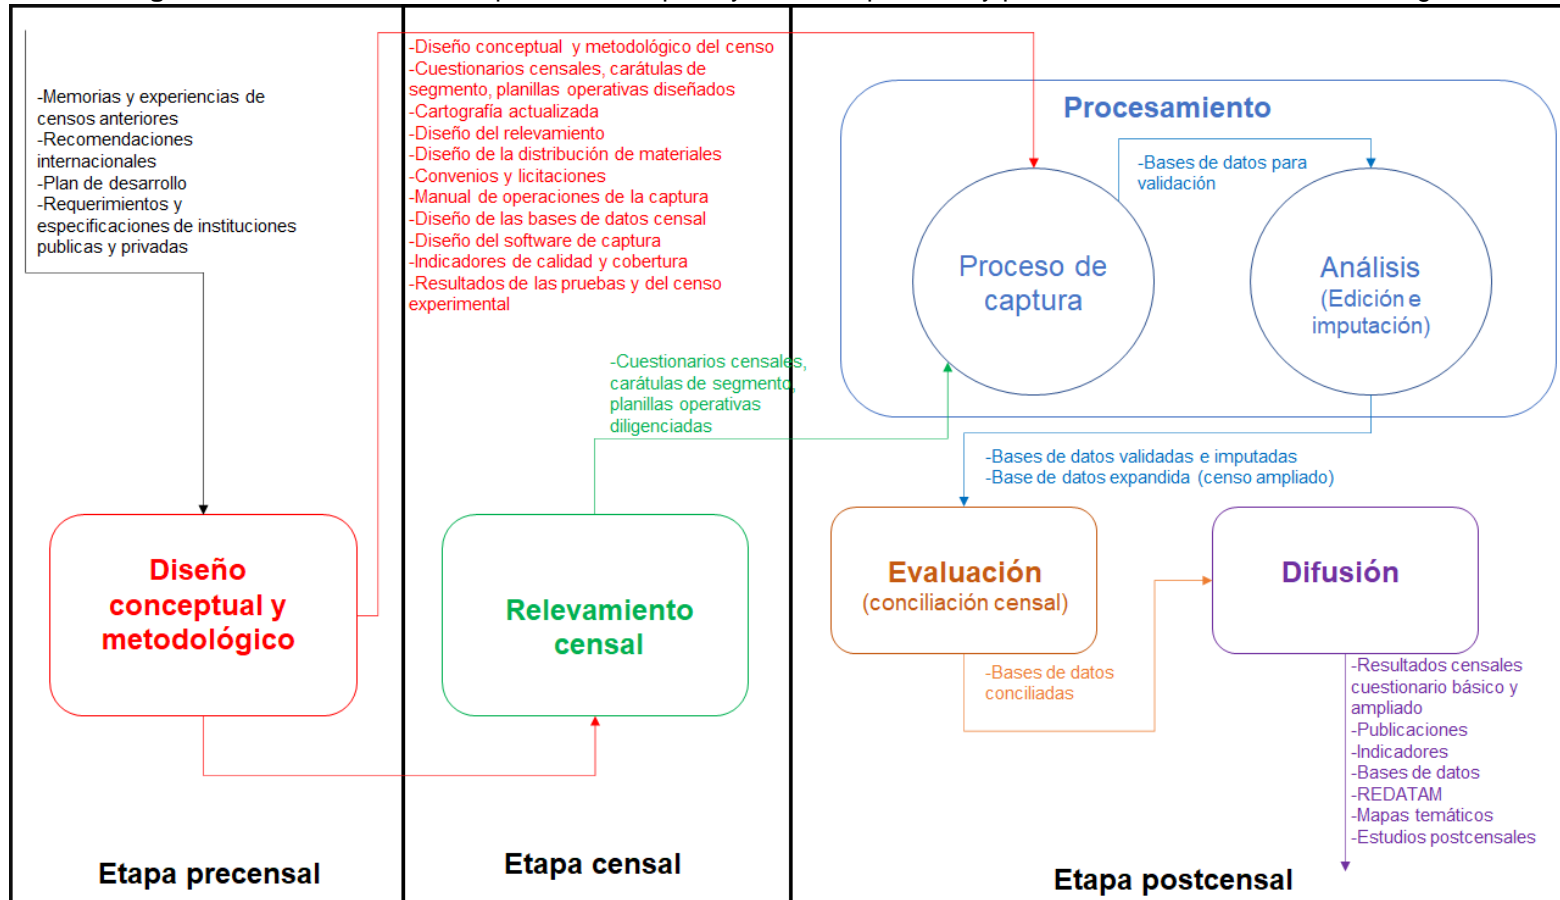 -Memorias y experiencias de
censos anteriores
-Recomendaciones
internacionales
-Plan de desarrollo
-Requerimientos y
especificaciones de instituciones
publicas y privadas
Diseño
conceptual y
metodológico
Etapa precensal
-Diseño conceptual y metodológico del censo
-Cuestionarios censales, carátulas de
segmento, planillas operativas diseñados
-Cartografía actualizada
-Diseño del relevamiento
-Diseño de la distribución de materiales
-Convenios y licitaciones
-Manual de operaciones de la captura
-Diseño de las bases de datos censal
-Diseño del software de captura
-Indicadores de calidad y cobertura
-Resultados de las pruebas y del censo
experimental
-Cuestionarios censales,
carátulas de segmento,
planillas operativas
diligenciadas
Relevamiento
censal
Etapa censal
Procesamiento
-Bases de datos para
validación
Proceso de
captura
Análisis
(Edición e
imputación)
-Bases de datos validadas e imputadas
-Base de datos expandida (censo ampliado)
Evaluación
(conciliación censal)
-Bases de datos
conciliadas
Difusión
-Resultados censales
cuestionario básico y
ampliado
-Publicaciones
-Indicadores
-Bases de datos
-REDATAM
-Mapas temáticos
-Estudios postcensales
Etapa postcensal